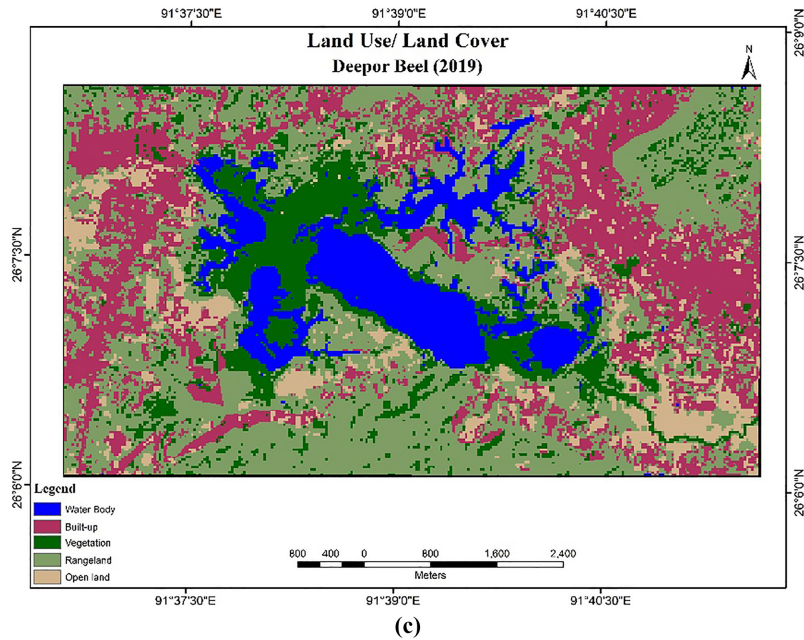 91°37'30"E 91°39'0"E 91°40'30"E
Land Use/ Land Cover
Deepor Beel (2019)
N
26°9'0"N
26°7'30"N 26°7'30"N
26°6'0"N 26°6'0"N
Legend
Water Body
Built-up
Vegetation
Rangeland
Open land
800 400 0 800 1,600 2,400
Meters
91°37'30"E 91°39'0"E 91°40'30"E
(c)